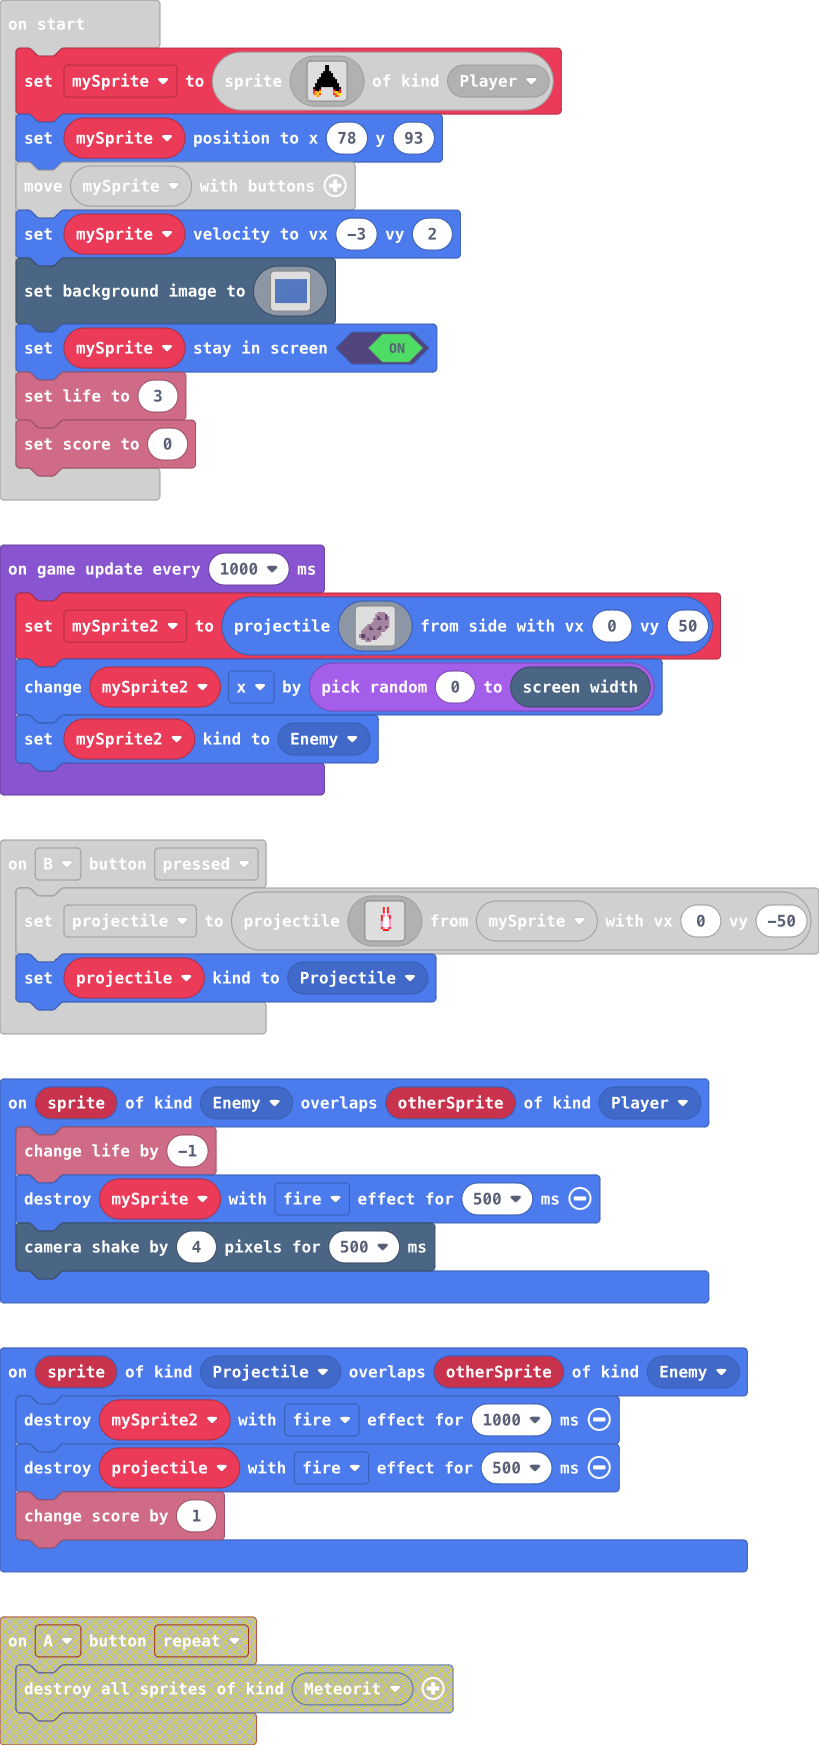 on start
set mySprite to sprite of kind Player
set mySprite position to x 78 y 93
move mySprite with buttons
set mySprite velocity to vx -3 vy 2
set background image to
set mySprite stay in screen ON
set life to 3
set score to 0
on game update every 1000 ms
set mySprite2 to projectile from side with vx 0 vy 50
change mySprite2 x by pick random 0 to screen width
set mySprite2 kind to Enemy
on B button pressed
set projectile to projectile from mySprite with vx 0 vy -50
set projectile kind to Projectile
on sprite of kind Enemy overlaps otherSprite of kind Player
change life by -1
destroy mySprite with fire effect for 500 ms
camera shake by 4 pixels for 500 ms
on sprite of kind Projectile overlaps otherSprite of kind Enemy
destroy mySprite2 with fire effect for 1000 ms
destroy projectile with fire effect for 500 ms
change score by 1
on A button repeat
destroy all sprites of kind Meteorit